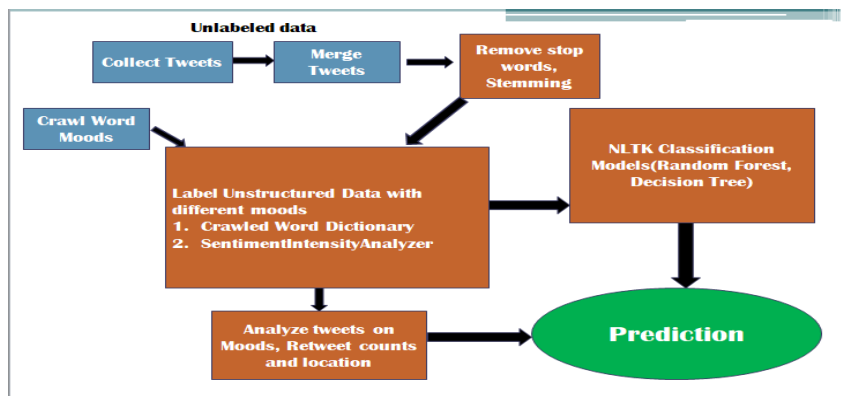 Unlabeled data
Collect Tweets
Merge
Tweets
Remove stop
words,
Stemming
Crawl Word
Moods
Label Unstructured Data with
different moods
1. Crawled Word Dictionary
2. SentimentIntensityAnalyzer
NLTK Classification
Models(Random Forest,
Decision Tree)
Analyze tweets on
Moods, Retweet counts
and location
Prediction